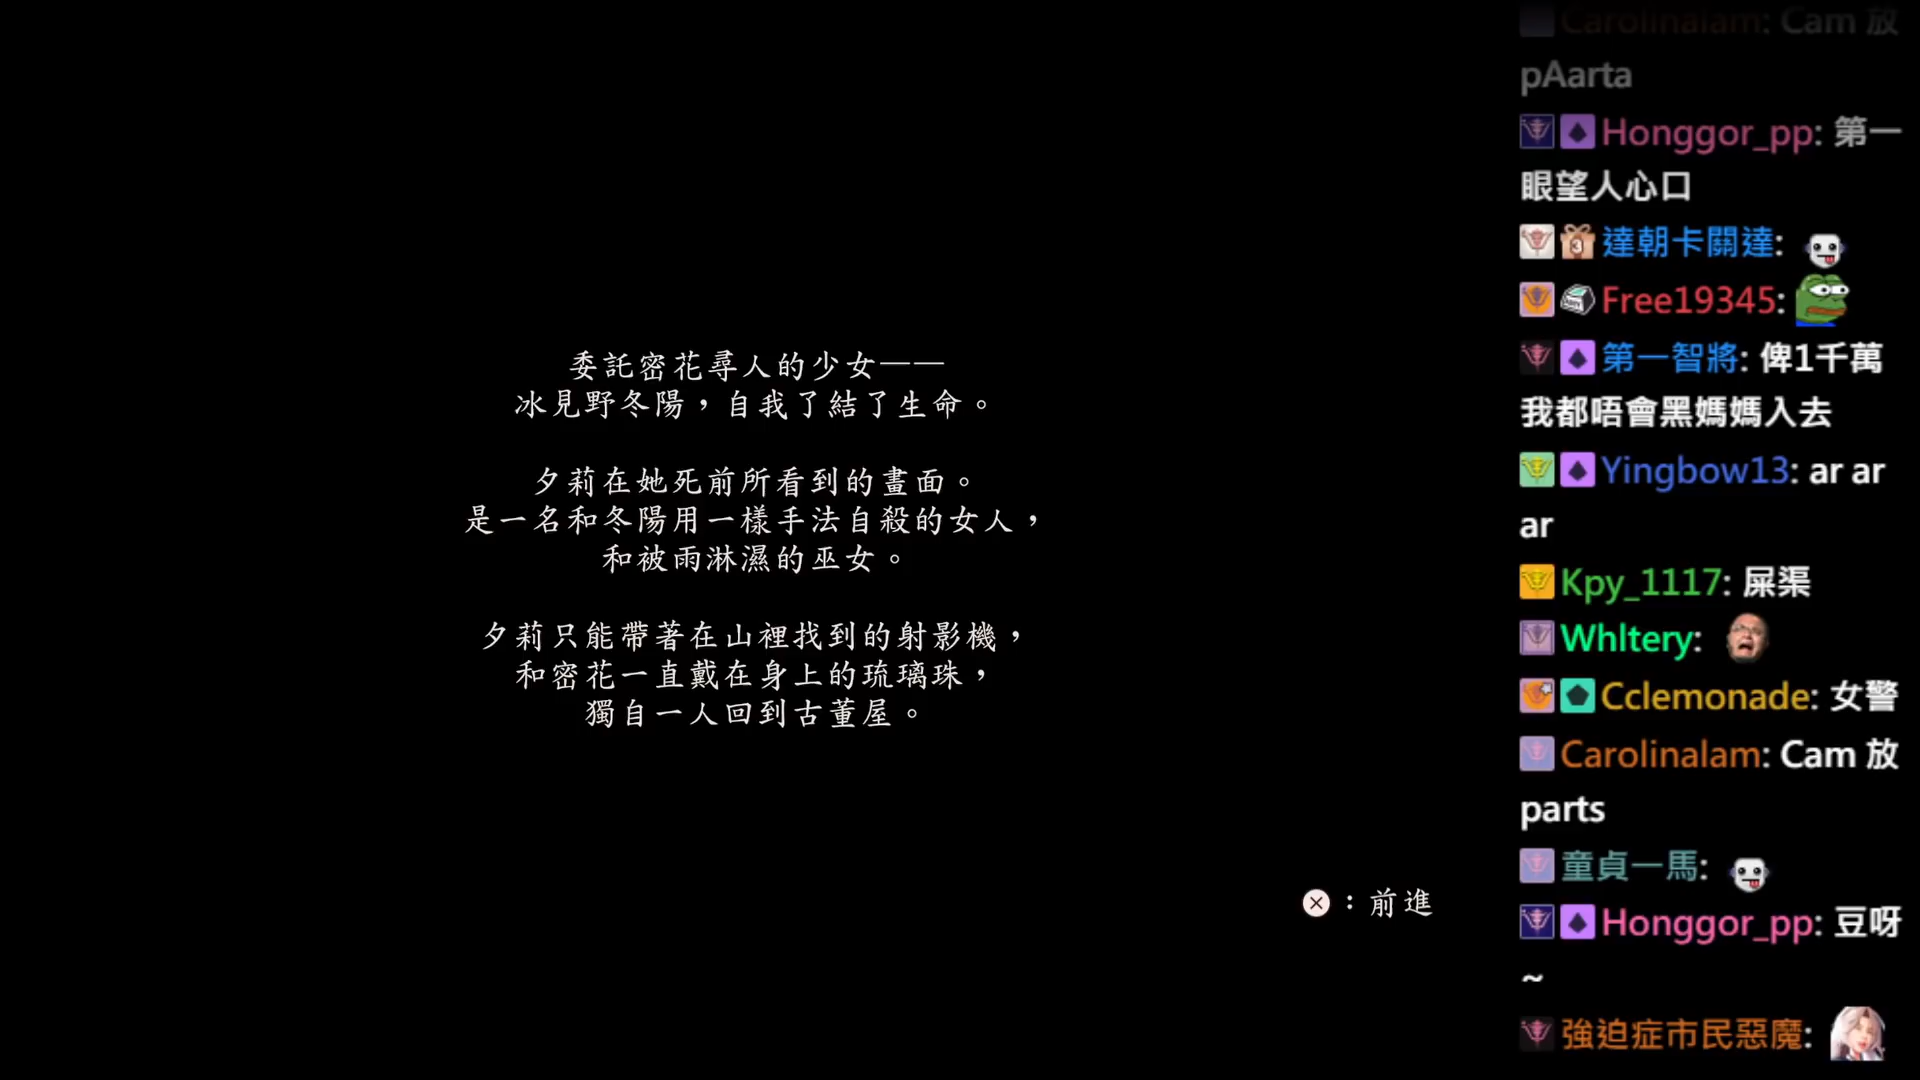 委託密花尋人的少女——
冰見野冬陽，自我了結了生命。
夕莉在她死前所看到的畫面。
是一名和冬陽用一樣手法自殺的女人，
和被雨淋濕的巫女。
夕莉只能帶著在山裡找到的射影機，
和密花一直戴在身上的琉璃珠，
獨自一人回到古董屋。
：前進
Carolinalam: Cam 放
pAarta
Honggor_pp: 第一
眼望人心口
達朝卡關達:
Free19345:
第一智將: 俾1千萬
我都唔會黑媽媽入去
Yingbow13: ar ar
ar
Kpy_1117: 屎渠
Whltery:
Cclemonade: 女警
Carolinalam: Cam 放
parts
童貞一馬:
Honggor_pp: 豆呀
~
強迫症市民惡魔: